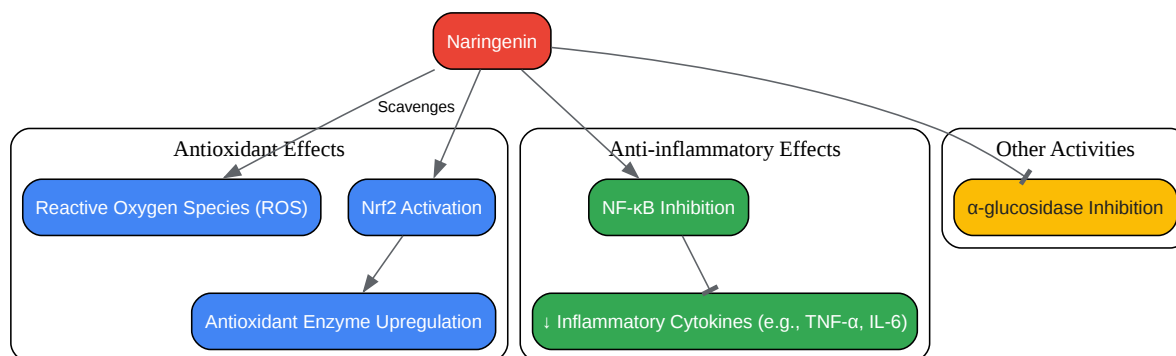 Naringenin
Scavenges
Antioxidant Effects
Anti-inflammatory Effects
Other Activities
Reactive Oxygen Species (ROS)
Nrf2 Activation
NF-κB Inhibition
α-glucosidase Inhibition
Antioxidant Enzyme Upregulation
↓ Inflammatory Cytokines (e.g., TNF-α, IL-6)